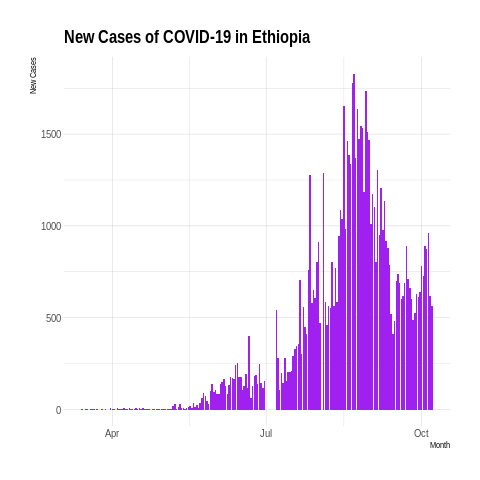 New Cases of COVID-19 in Ethiopia
New Cases
1500
1000
500
0
Apr
Jul
Oct
Month